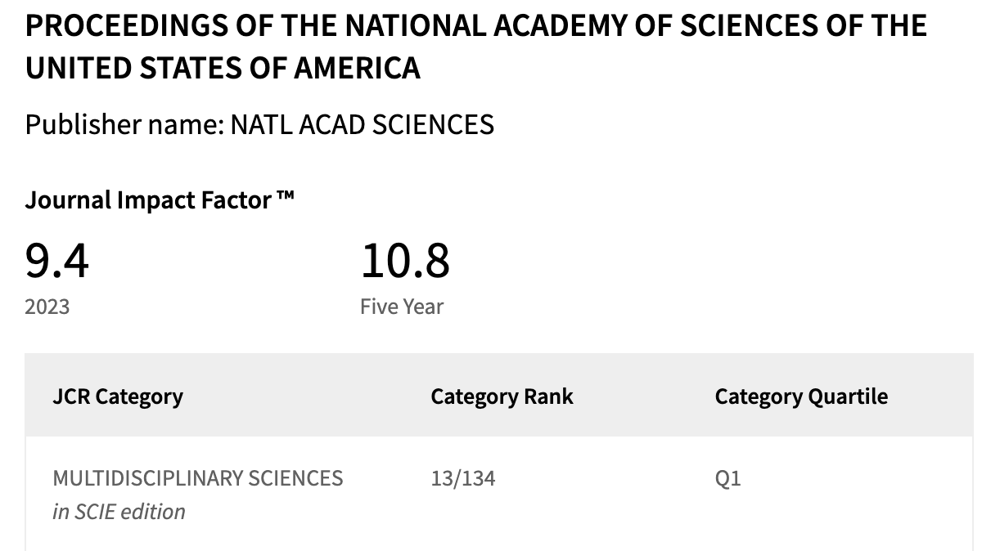 PROCEEDINGS OF THE NATIONAL ACADEMY OF SCIENCES OF THE
UNITED STATES OF AMERICA
Publisher name: NATL ACAD SCIENCES
Journal Impact Factor ™
9.4 10.8
2023 Five Year
JCR Category Category Rank Category Quartile
MULTIDISCIPLINARY SCIENCES 13/134 Q1
in SCIE edition